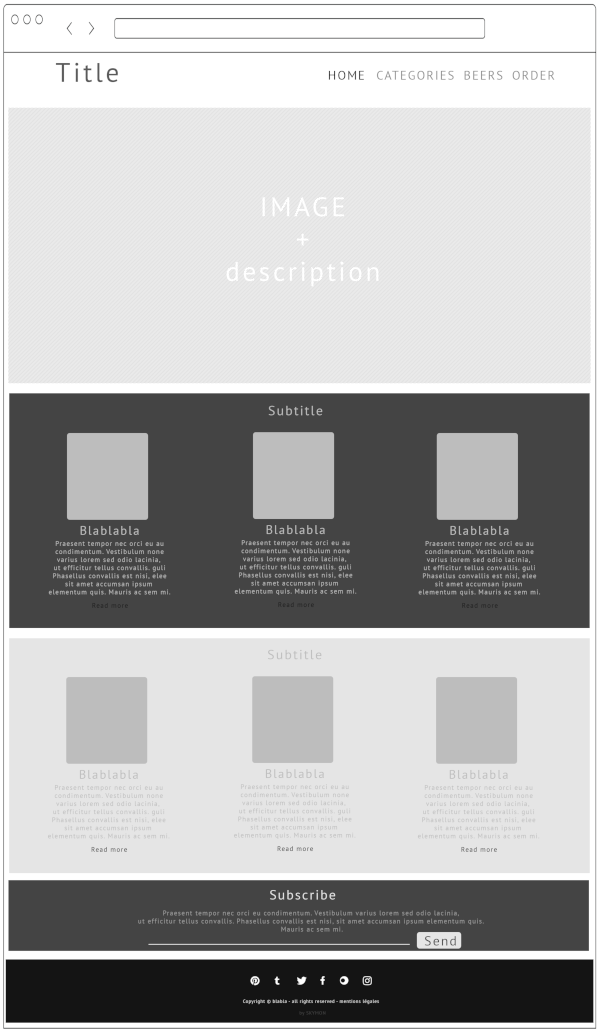 Title
HOME CATEGORIES BEERS ORDER
IMAGE
+
description
Subtitle
Blablabla
Praesent tempor nec orci eu au
condimentum. Vestibulum none
varius lorem sed odio lacinia,
ut efficitur tellus convallis. guli
Phasellus convallis est nisi, elee
sit amet accumsan ipsum
elementum quis. Mauris ac sem mi.
Read more
Blablabla
Praesent tempor nec orci eu au
condimentum. Vestibulum none
varius lorem sed odio lacinia,
ut efficitur tellus convallis. guli
Phasellus convallis est nisi, elee
sit amet accumsan ipsum
elementum quis. Mauris ac sem mi.
Read more
Blablabla
Praesent tempor nec orci eu au
condimentum. Vestibulum none
varius lorem sed odio lacinia,
ut efficitur tellus convallis. guli
Phasellus convallis est nisi, elee
sit amet accumsan ipsum
elementum quis. Mauris ac sem mi.
Read more
Subtitle
Blablabla
Praesent tempor nec orci eu au
condimentum. Vestibulum none
varius lorem sed odio lacinia,
ut efficitur tellus convallis. guli
Phasellus convallis est nisi, elee
sit amet accumsan ipsum
elementum quis. Mauris ac sem mi.
Read more
Blablabla
Praesent tempor nec orci eu au
condimentum. Vestibulum none
varius lorem sed odio lacinia,
ut efficitur tellus convallis. guli
Phasellus convallis est nisi, elee
sit amet accumsan ipsum
elementum quis. Mauris ac sem mi.
Read more
Blablabla
Praesent tempor nec orci eu au
condimentum. Vestibulum none
varius lorem sed odio lacinia,
ut efficitur tellus convallis. guli
Phasellus convallis est nisi, elee
sit amet accumsan ipsum
elementum quis. Mauris ac sem mi.
Read more
Subscribe
Praesent tempor nec orci eu condimentum. Vestibulum varius lorem sed odio lacinia,
ut efficitur tellus convallis. Phasellus convallis est nisi, sit amet accumsan ipsum elementum quis.
Mauris ac sem mi.
Send
Copyright © blabla - all rights reserved - mentions légales